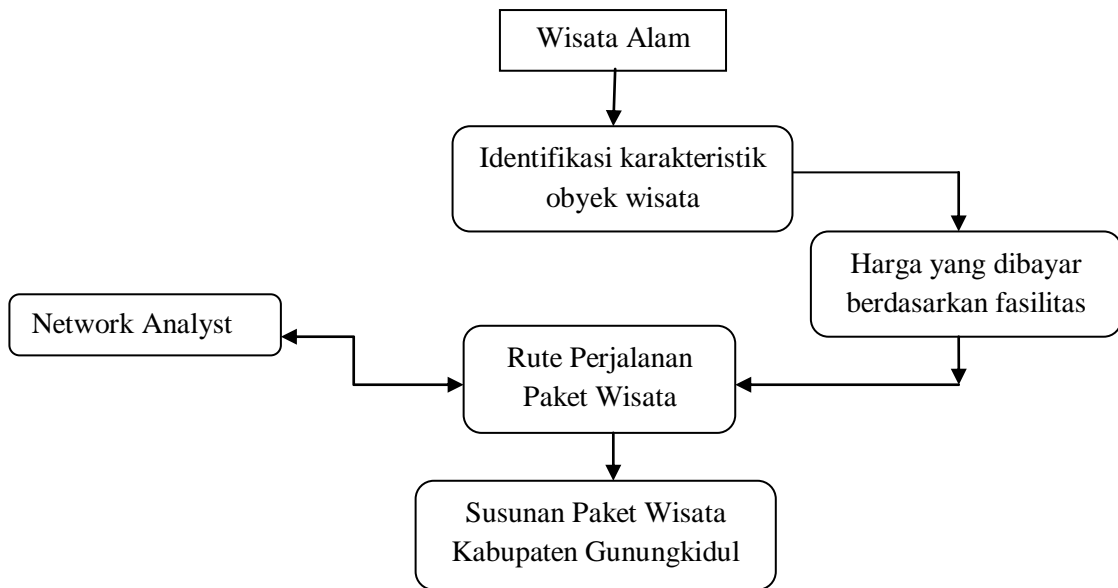 Wisata Alam
Identifikasi karakteristik
obyek wisata
Harga yang dibayar
berdasarkan fasilitas
Network Analyst
Rute Perjalanan
Paket Wisata
Susunan Paket Wisata
Kabupaten Gunungkidul